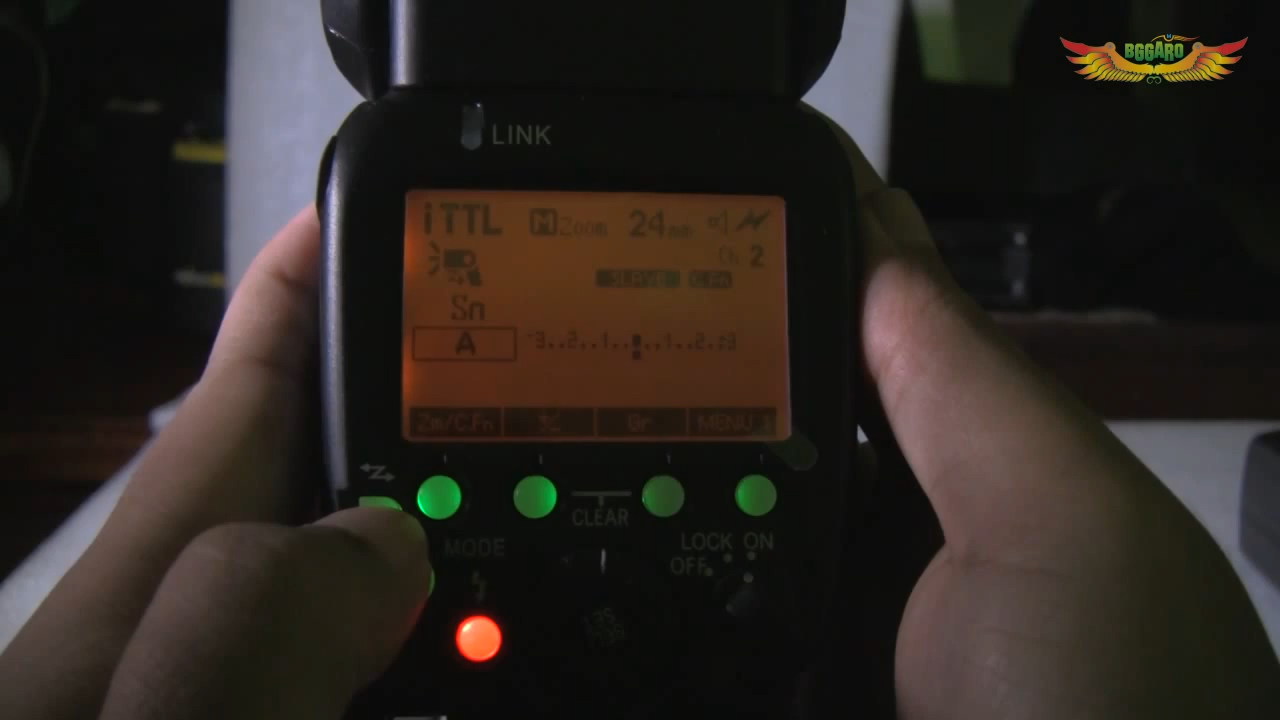 BGGARO
LINK
iTTL M Zoom 24mm
Ch. 2
SLAVE C.Fn
Sn
A -3..2..1..▮..1..2..+3
Zm/C.Fn Gr MENU 1
CLEAR
MODE
LOCK ON
OFF